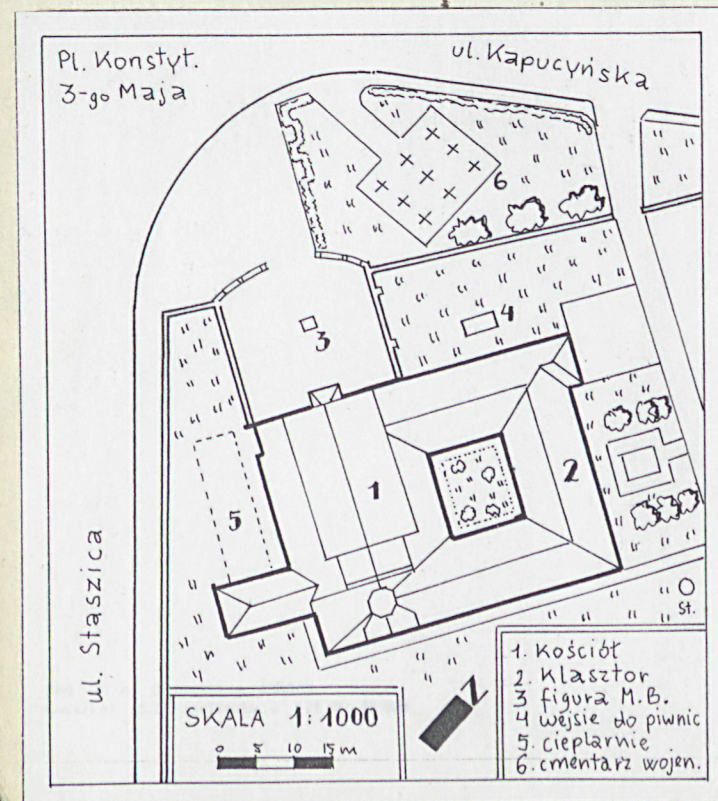 Pl. Konstyt.
3-go Maja
ul. Kapucyńska
6
4
3
1
2
5
ul. Staszica
St.
SKALA 1:1000
0 5 10 15 m
N
1. Kościół
2. Klasztor
3 figura M.B.
4 wejsie do piwnic
5. cieplarnie
6. cmentarz wojen.